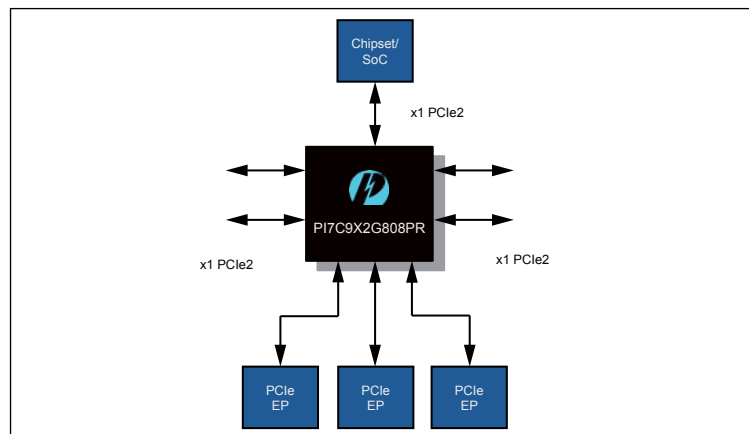 Chipset/
SoC
x1 PCIe2
PI7C9X2G808PR
x1 PCIe2
x1 PCIe2
PCIe
EP
PCIe
EP
PCIe
EP